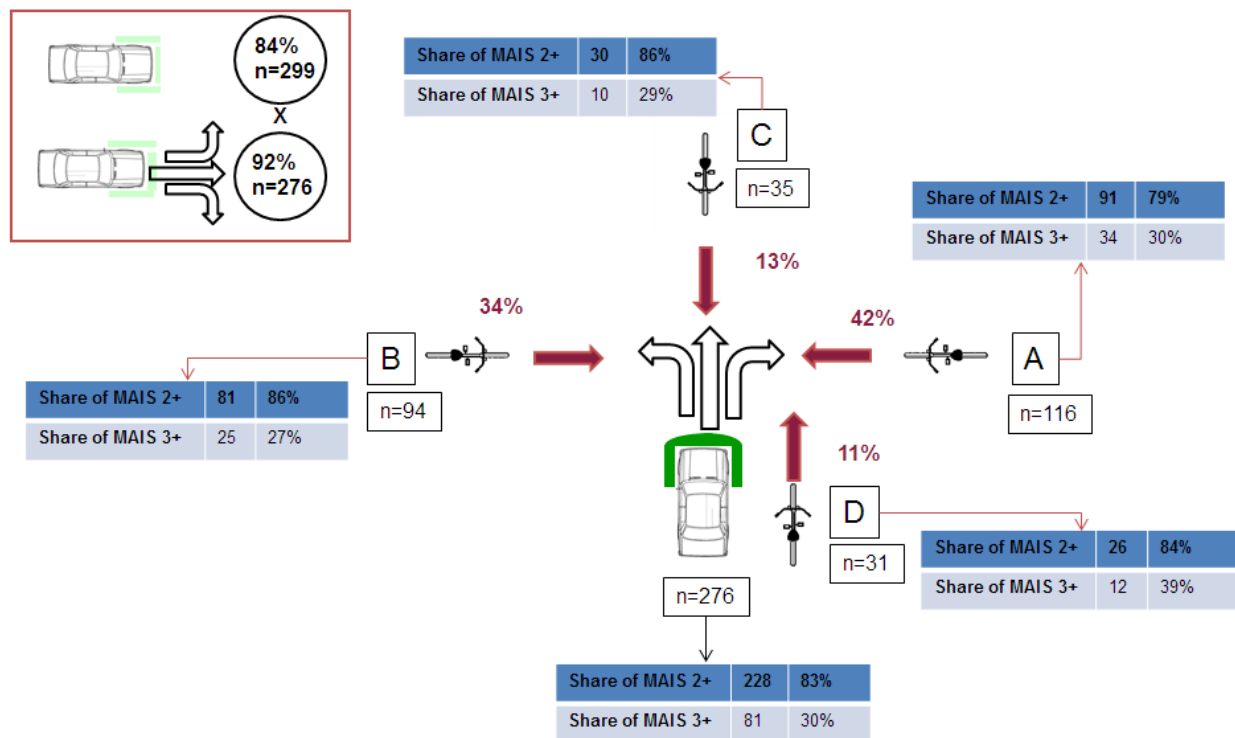 84%
n=299
X
92%
n=276
Share of MAIS 2+ 30 86%
Share of MAIS 3+ 10 29%
C
n=35
13%
Share of MAIS 2+ 91 79%
Share of MAIS 3+ 34 30%
34%
42%
B
n=94
A
n=116
Share of MAIS 2+ 81 86%
Share of MAIS 3+ 25 27%
11%
D
n=31
Share of MAIS 2+ 26 84%
Share of MAIS 3+ 12 39%
n=276
Share of MAIS 2+ 228 83%
Share of MAIS 3+ 81 30%